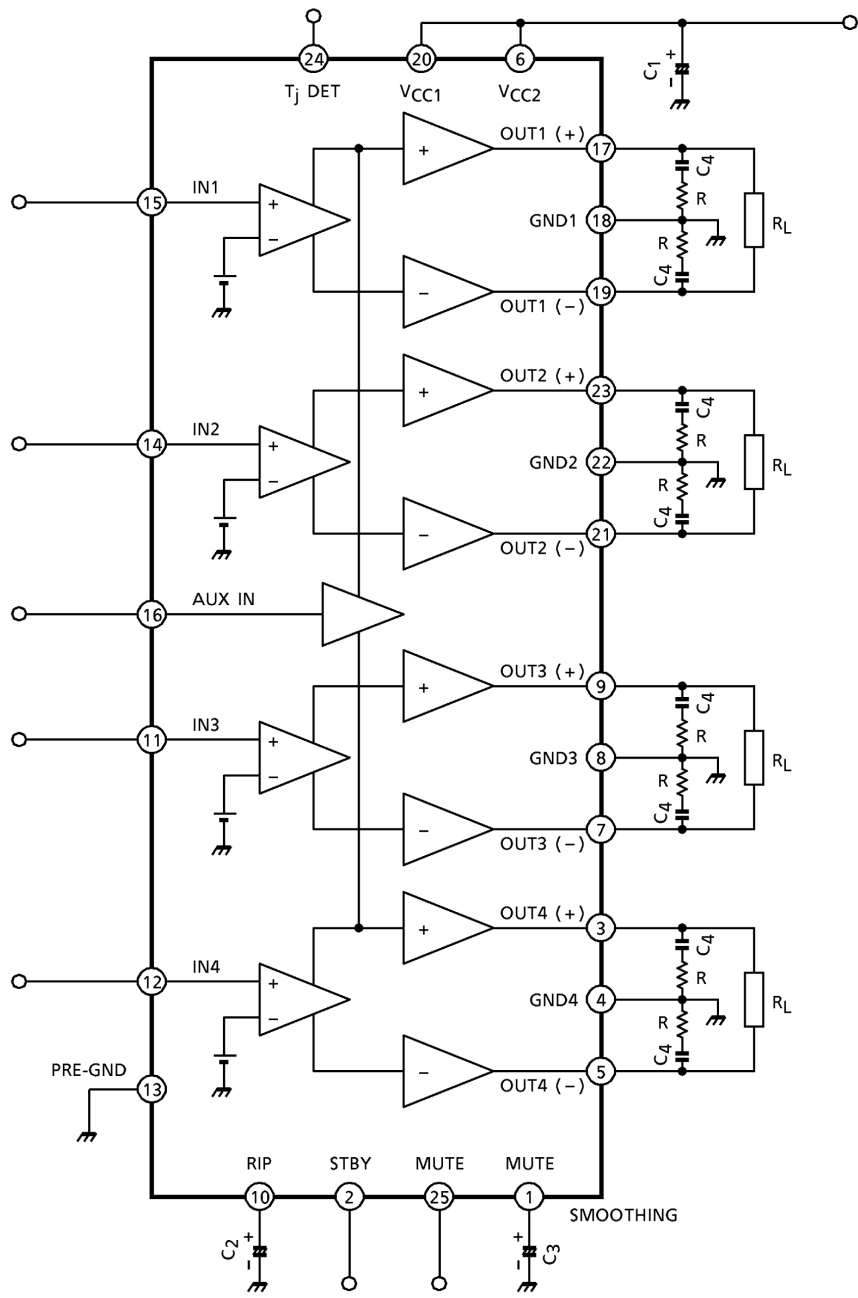 24 20 6
C1 + -
Tj DET VCC1 VCC2
OUT1 (+) 17
+ C4
15 IN1 + R
- GND1 18 RL
R
- C4
OUT1 (-) 19
OUT2 (+) 23
+ C4
14 IN2 + R
- GND2 22 RL
R
- C4
OUT2 (-) 21
16 AUX IN
OUT3 (+) 9
+ C4
11 IN3 + R
- GND3 8 RL
R
- C4
OUT3 (-) 7
OUT4 (+) 3
+ C4
12 IN4 + R
- GND4 4 RL
R
- C4
OUT4 (-) 5
PRE-GND
13
RIP STBY MUTE MUTE
10 2 25 1
SMOOTHING
C2 + - + - C3